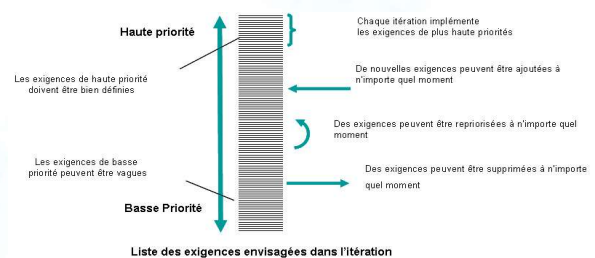 Haute priorité
Chaque itération implémente
les exigences de plus haute priorités
Les exigences de haute priorité
doivent être bien définies
De nouvelles exigences peuvent être ajoutées à
n'importe quel moment
Des exigences peuvent être repriorisées à n'importe quel
moment
Les exigences de basse
priorité peuvent être vagues
Des exigences peuvent être supprimées à n'importe
quel moment
Basse Priorité
Liste des exigences envisagées dans l'itération